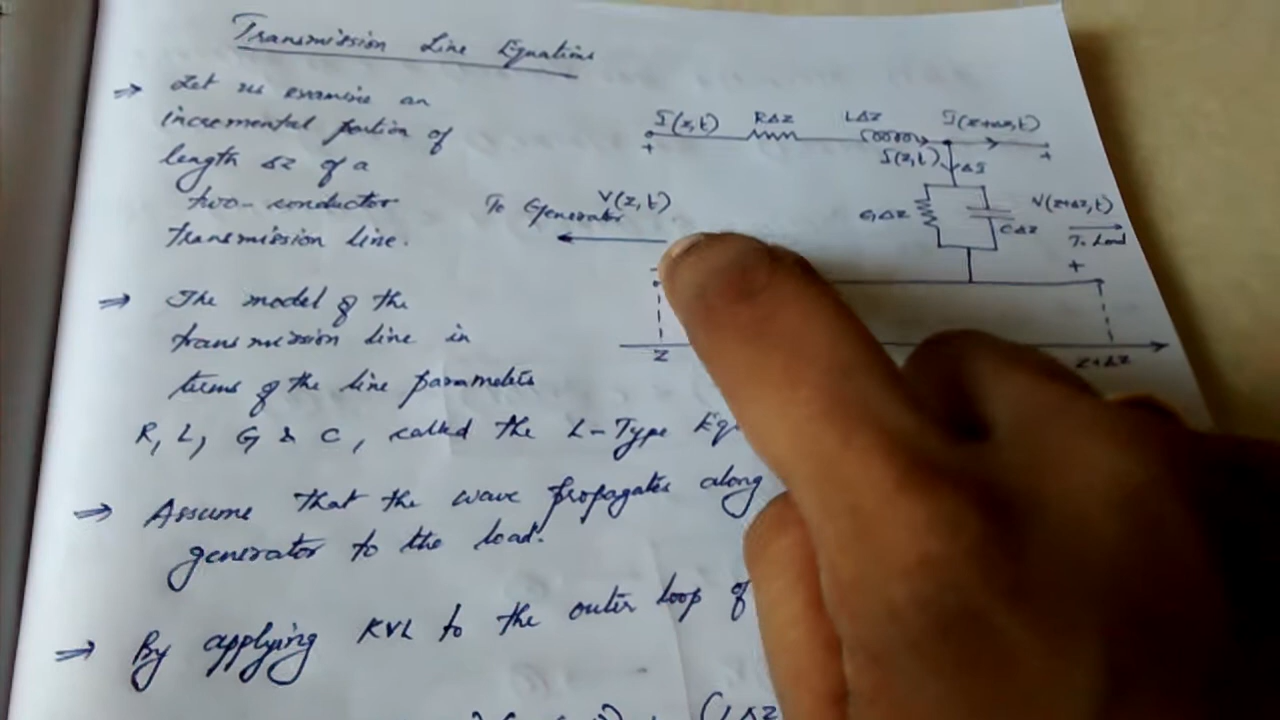 Transmission Line Equations
⇒ Let us examine an
incremental portion of
length Δz of a
two-conductor
transmission line.
I(z,t) RΔz LΔz I(z+Δz,t)
+ +
I(z,t) ΔI
To Generator V(z,t)
GΔz CΔz V(z+Δz,t)
To Load
+
-
z z+Δz
⇒ The model of the
transmission line in
terms of the line parameters
R, L, G & C, called the L-Type
⇒ Assume that the wave propagates along
generator to the load.
⇒ By applying KVL to the outer loop of